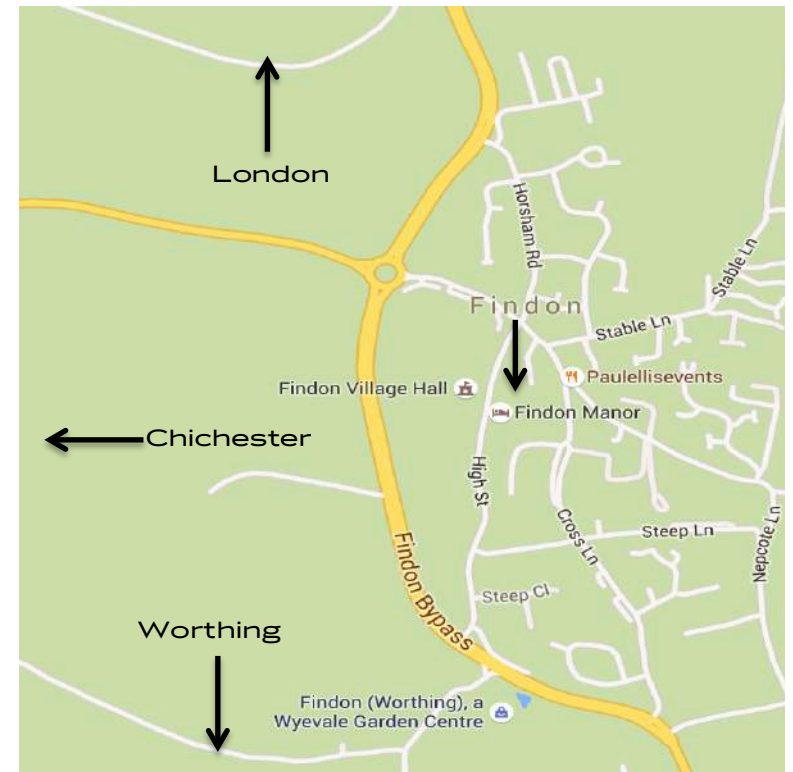 London
Horsham Rd
Stable Ln
Findon
Stable Ln
Findon Village Hall
Paulellisevents
Findon Manor
Chichester
High St
Cross Ln
Steep Ln
Nepcote Ln
Findon Bypass
Steep Cl
Worthing
Findon (Worthing), a
Wyevale Garden Centre